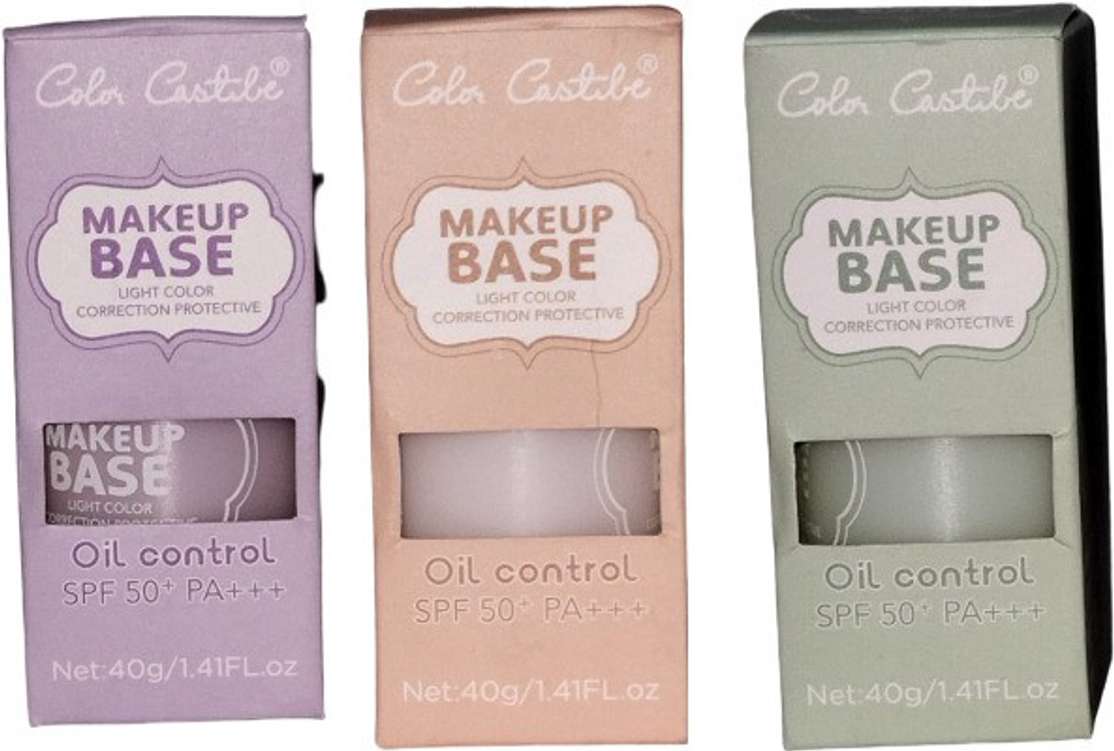 Color Castibe®
MAKEUP
BASE
LIGHT COLOR
CORRECTION PROTECTIVE
MAKEUP
BASE
LIGHT COLOR
CORRECTION PROTECTIVE
Oil control
SPF 50+ PA+++
Net:40g/1.41FL.oz
Color Castibe®
MAKEUP
BASE
LIGHT COLOR
CORRECTION PROTECTIVE
Oil control
SPF 50+ PA+++
Net:40g/1.41FL.oz
Color Castibe®
MAKEUP
BASE
LIGHT COLOR
CORRECTION PROTECTIVE
Oil control
SPF 50+ PA+++
Net:40g/1.41FL.oz